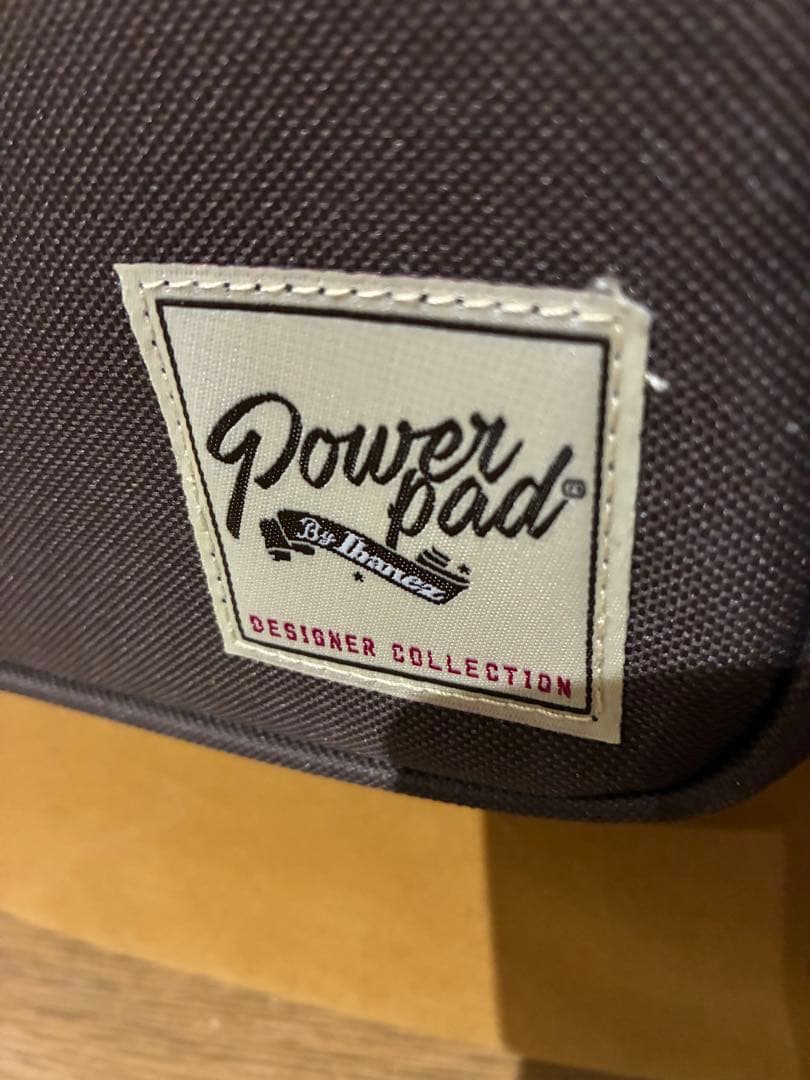 Power
pad
By Ibanez
DESIGNER COLLECTION